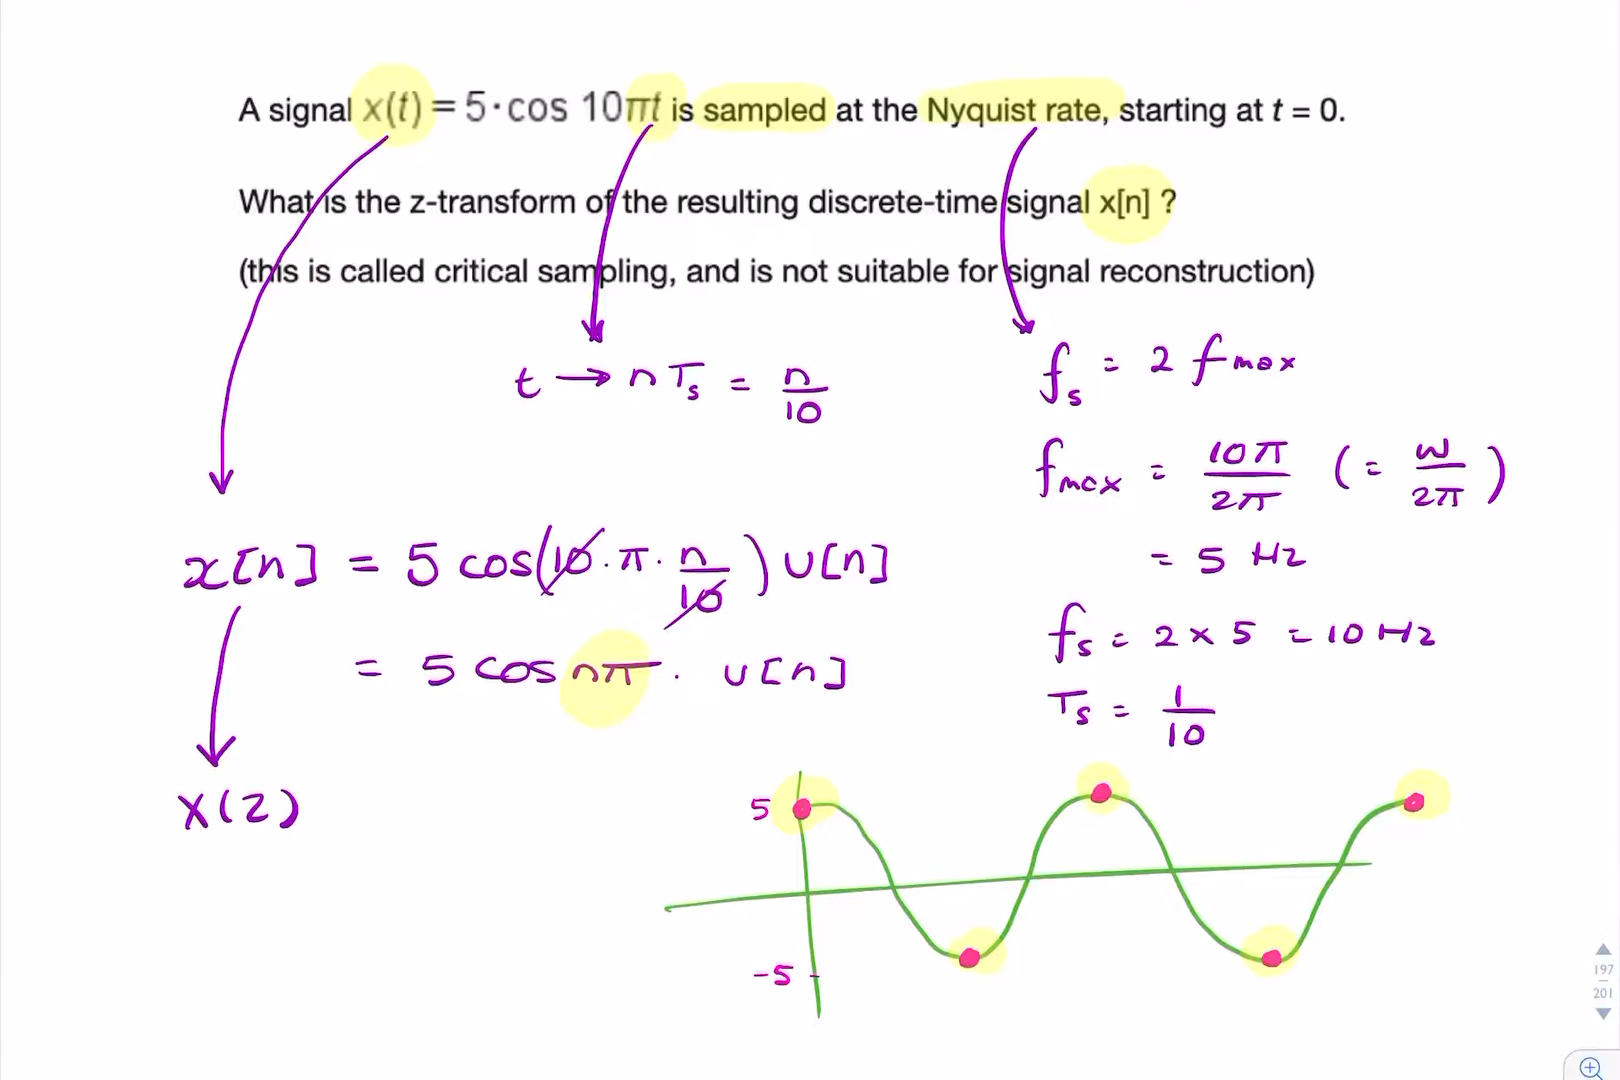 A signal x(t) = 5·cos 10πt is sampled at the Nyquist rate, starting at t = 0.
What is the z-transform of the resulting discrete-time signal x[n] ?
(this is called critical sampling, and is not suitable for signal reconstruction)
t → n Ts = n/10
fs = 2 fmax
fmax = 10π/2π (= ω/2π)
= 5 Hz
x[n] = 5 cos(10·π·n/10) u[n]
fs = 2 × 5 = 10 Hz
= 5 cos nπ · u[n]
Ts = 1/10
X(z)
5
-5
197
201